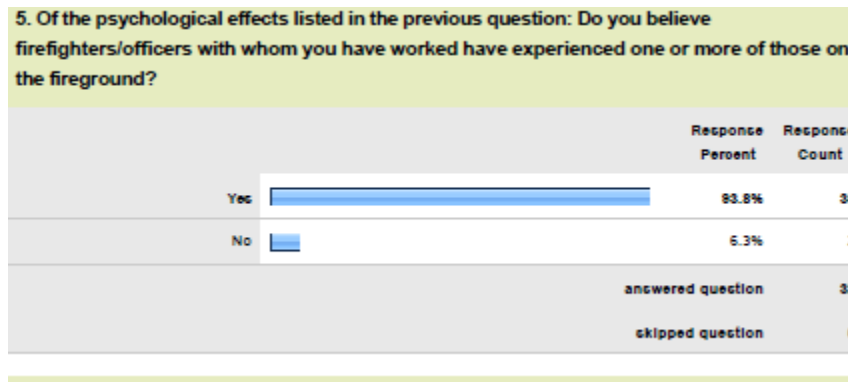 5. Of the psychological effects listed in the previous question: Do you believe
firefighters/officers with whom you have worked have experienced one or more of those on
the fireground?
Response
Percent
Yes 93.8%
No 6.3%
answered question
skipped question